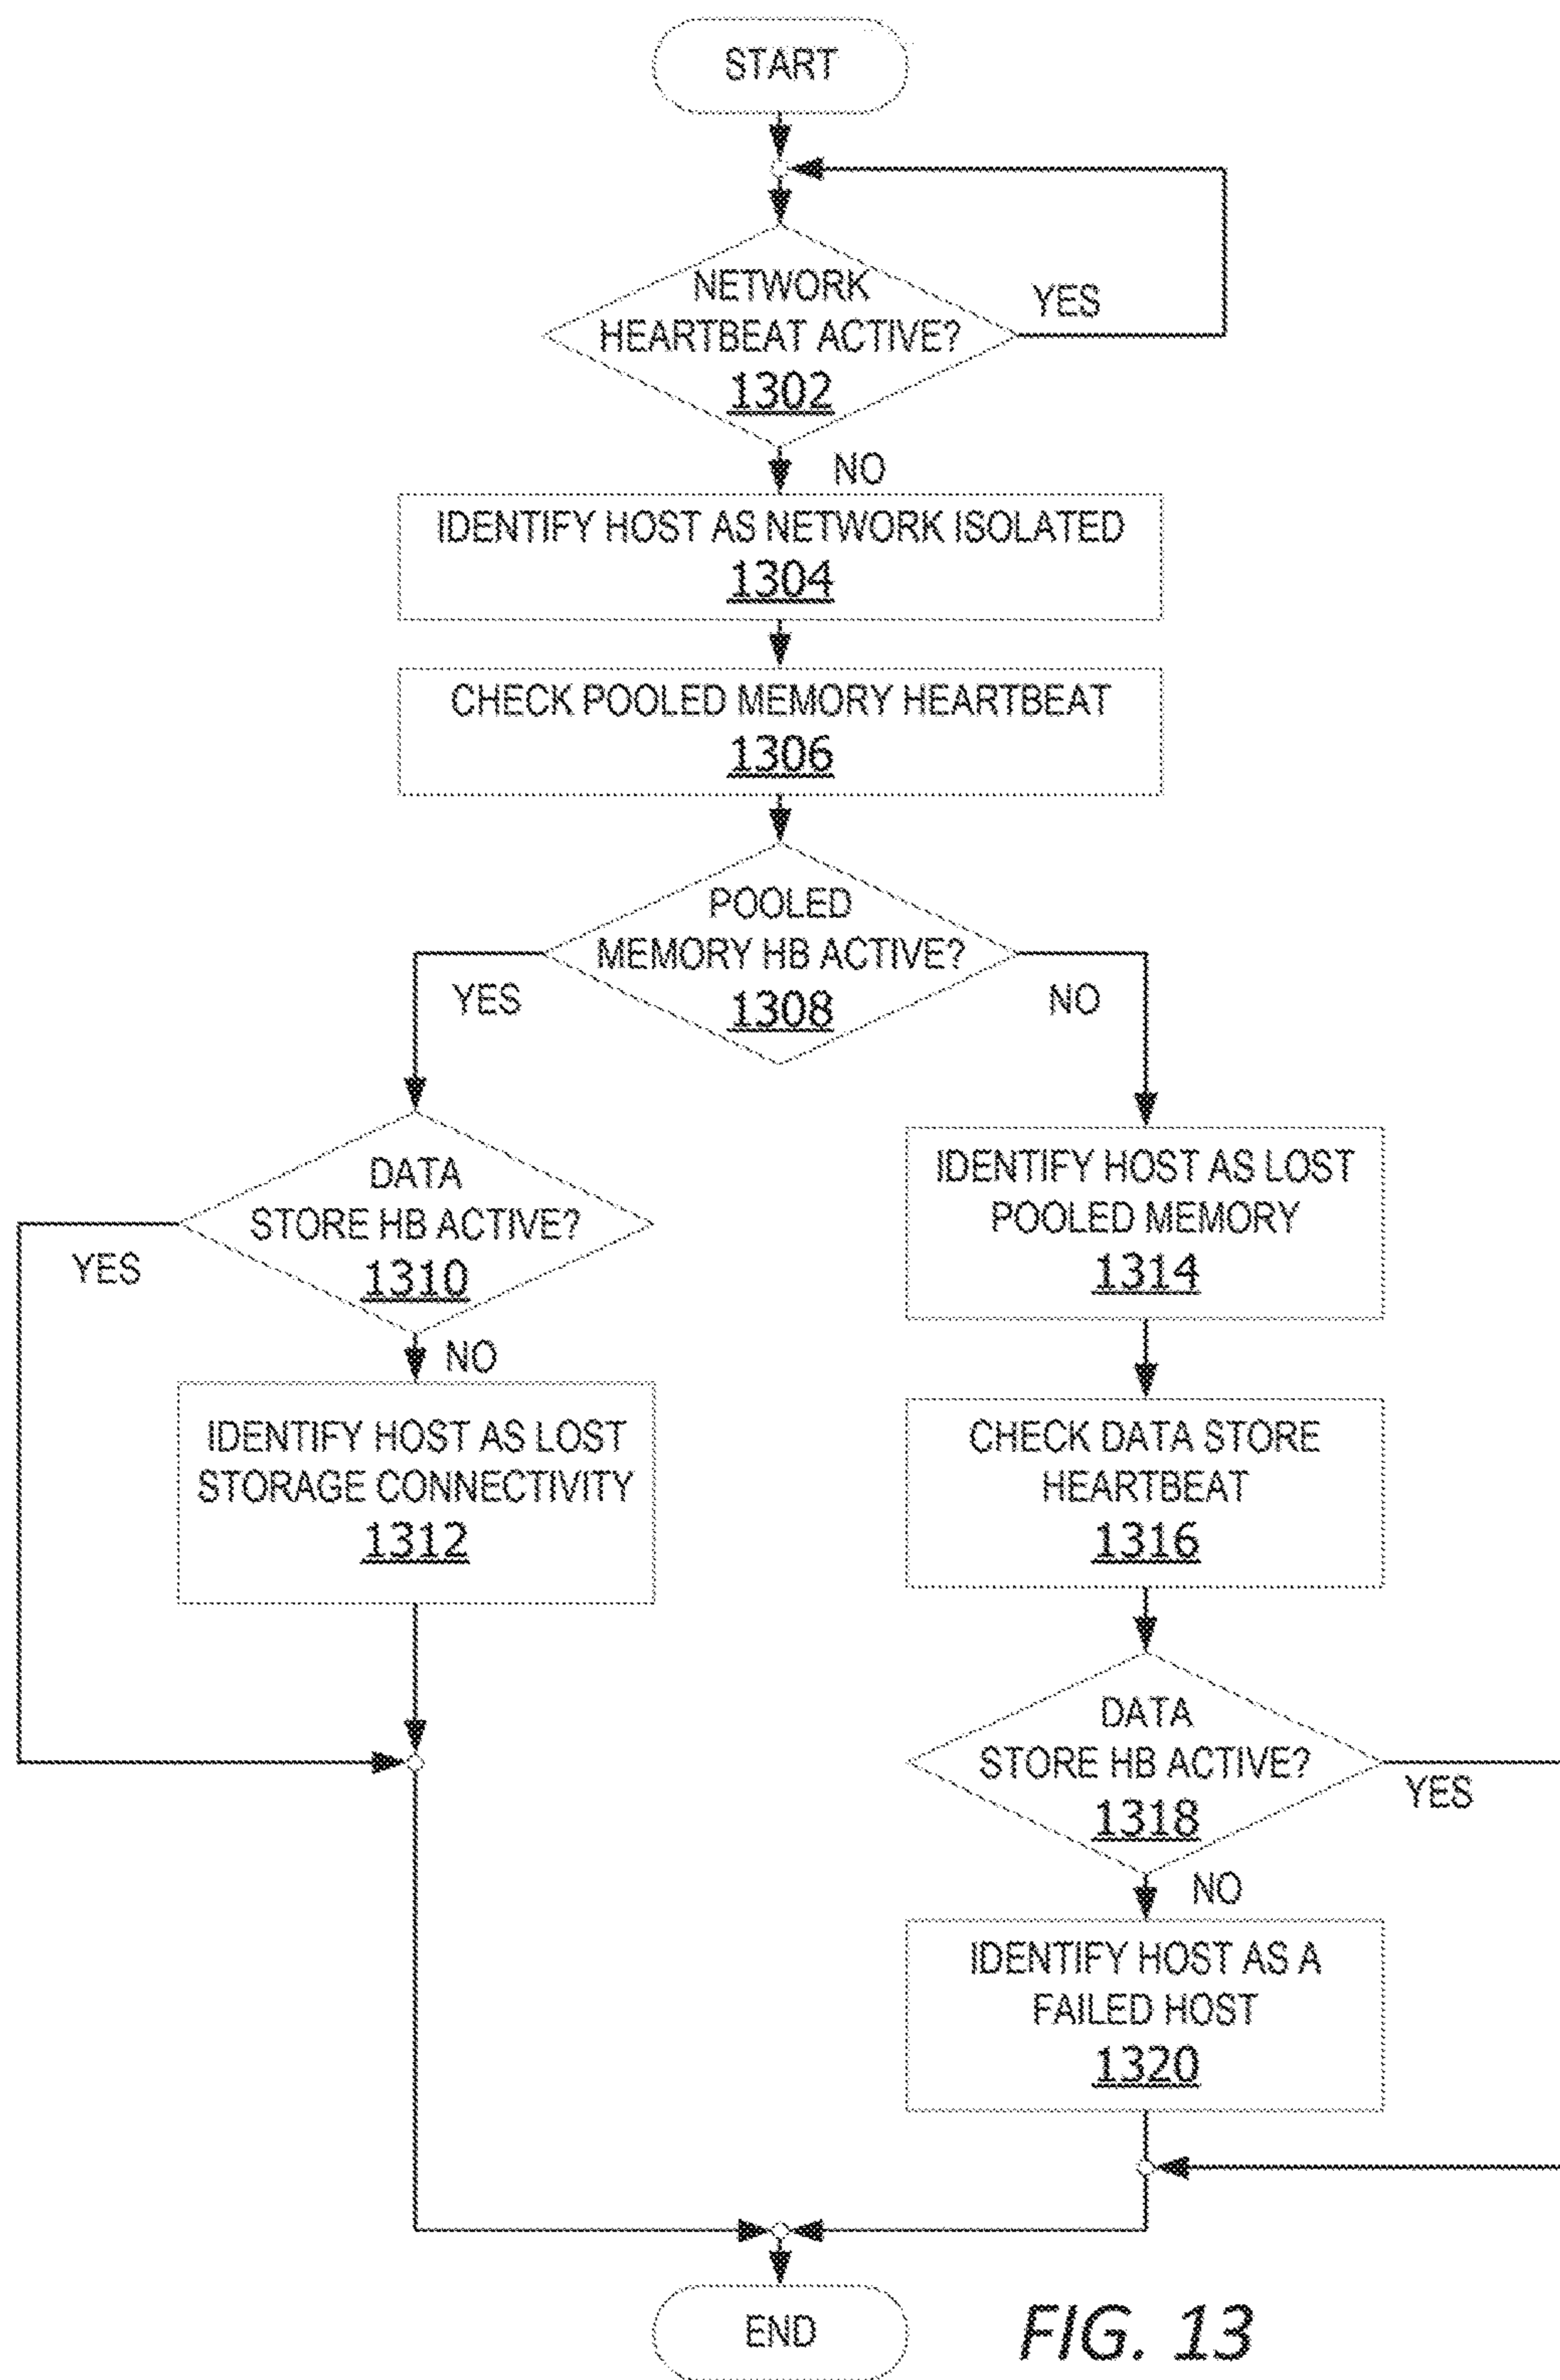 START
NETWORK
HEARTBEAT ACTIVE?
1302
YES
NO
IDENTIFY HOST AS NETWORK ISOLATED
1304
CHECK POOLED MEMORY HEARTBEAT
1306
POOLED
MEMORY HB ACTIVE?
1308
YES
NO
DATA
STORE HB ACTIVE?
1310
YES
NO
IDENTIFY HOST AS LOST
STORAGE CONNECTIVITY
1312
IDENTIFY HOST AS LOST
POOLED MEMORY
1314
CHECK DATA STORE
HEARTBEAT
1316
DATA
STORE HB ACTIVE?
1318
YES
NO
IDENTIFY HOST AS A
FAILED HOST
1320
END
FIG. 13